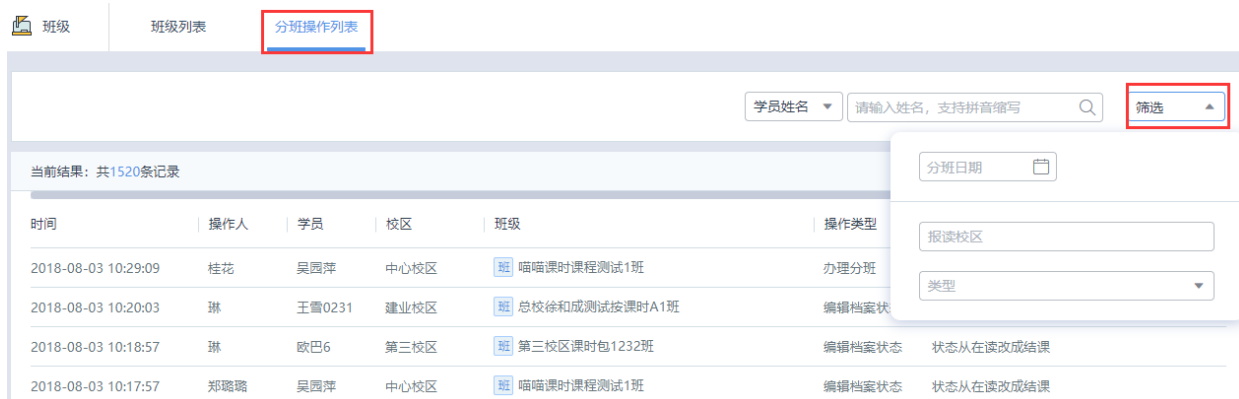 班级 班级列表 分班操作列表
学员姓名 请输入姓名，支持拼音缩写 筛选
当前结果：共1520条记录
分班日期
报读校区
类型
时间 操作人 学员 校区 班级 操作类型
2018-08-03 10:29:09 桂花 吴园萍 中心校区 班 喵喵课时课程测试1班 办理分班
2018-08-03 10:20:03 琳 王雪0231 建业校区 班 总校徐和成测试按课时A1班 编辑档案状
2018-08-03 10:18:57 琳 欧巴6 第三校区 班 第三校区课时包1232班 编辑档案状态 状态从在读改成结课
2018-08-03 10:17:57 郑璐璐 吴园萍 中心校区 班 喵喵课时课程测试1班 编辑档案状态 状态从在读改成结课